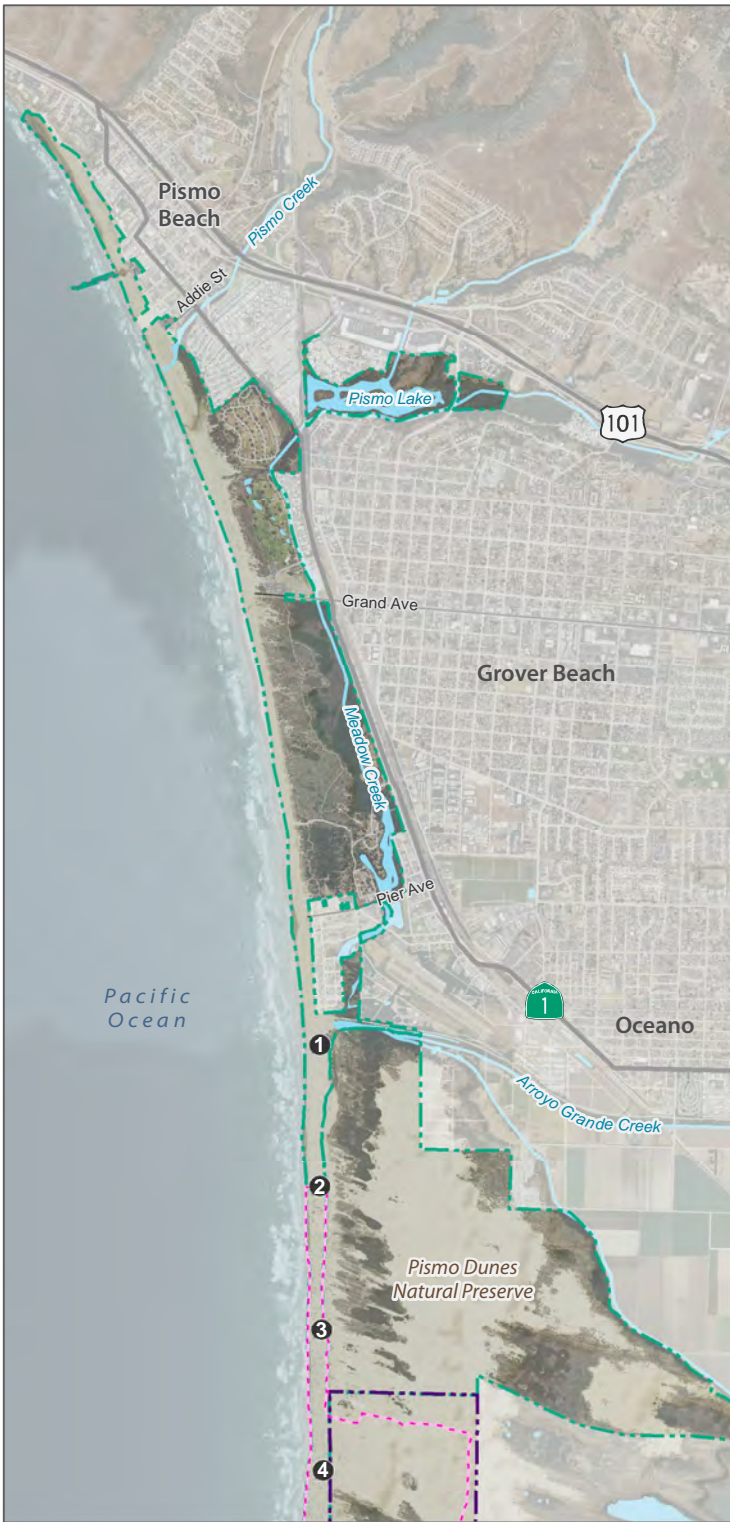 Pismo
Beach
Pismo Creek
Addie St
Pismo Lake
101
Grand Ave
Grover Beach
Meadow Creek
Pier Ave
Pacific
Ocean
CALIFORNIA
1
Oceano
1
Arroyo Grande Creek
2
Pismo Dunes
Natural Preserve
3
4